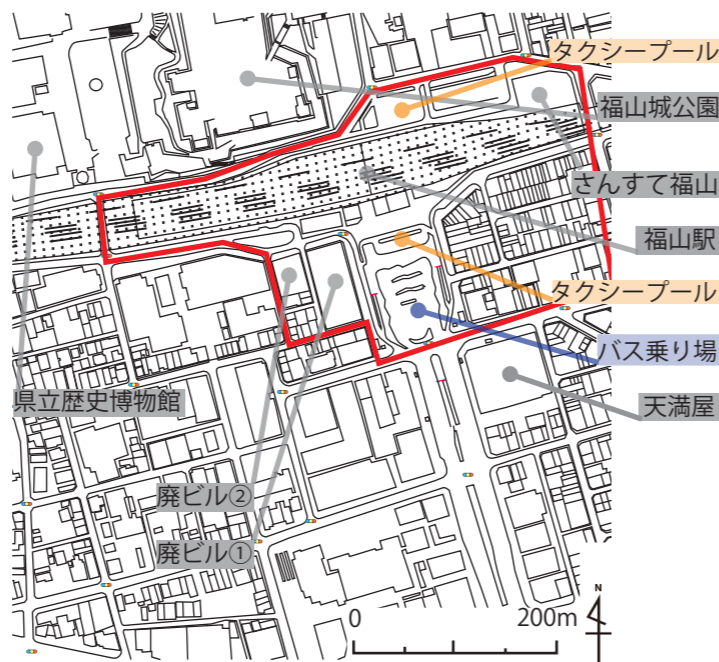 タクシープール
福山城公園
さんすて福山
福山駅
タクシープール
バス乗り場
県立歴史博物館
天満屋
廃ビル②
廃ビル①
N
0 200m